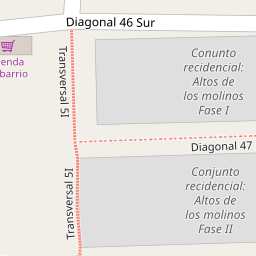 Diagonal 46 Sur
Transversal 5I
enda
barrio
Conunto
recidencial:
Altos de
los molinos
Fase I
Diagonal 47
Transversal 5I
Conjunto
recidencial:
Altos de
los molinos
Fase II